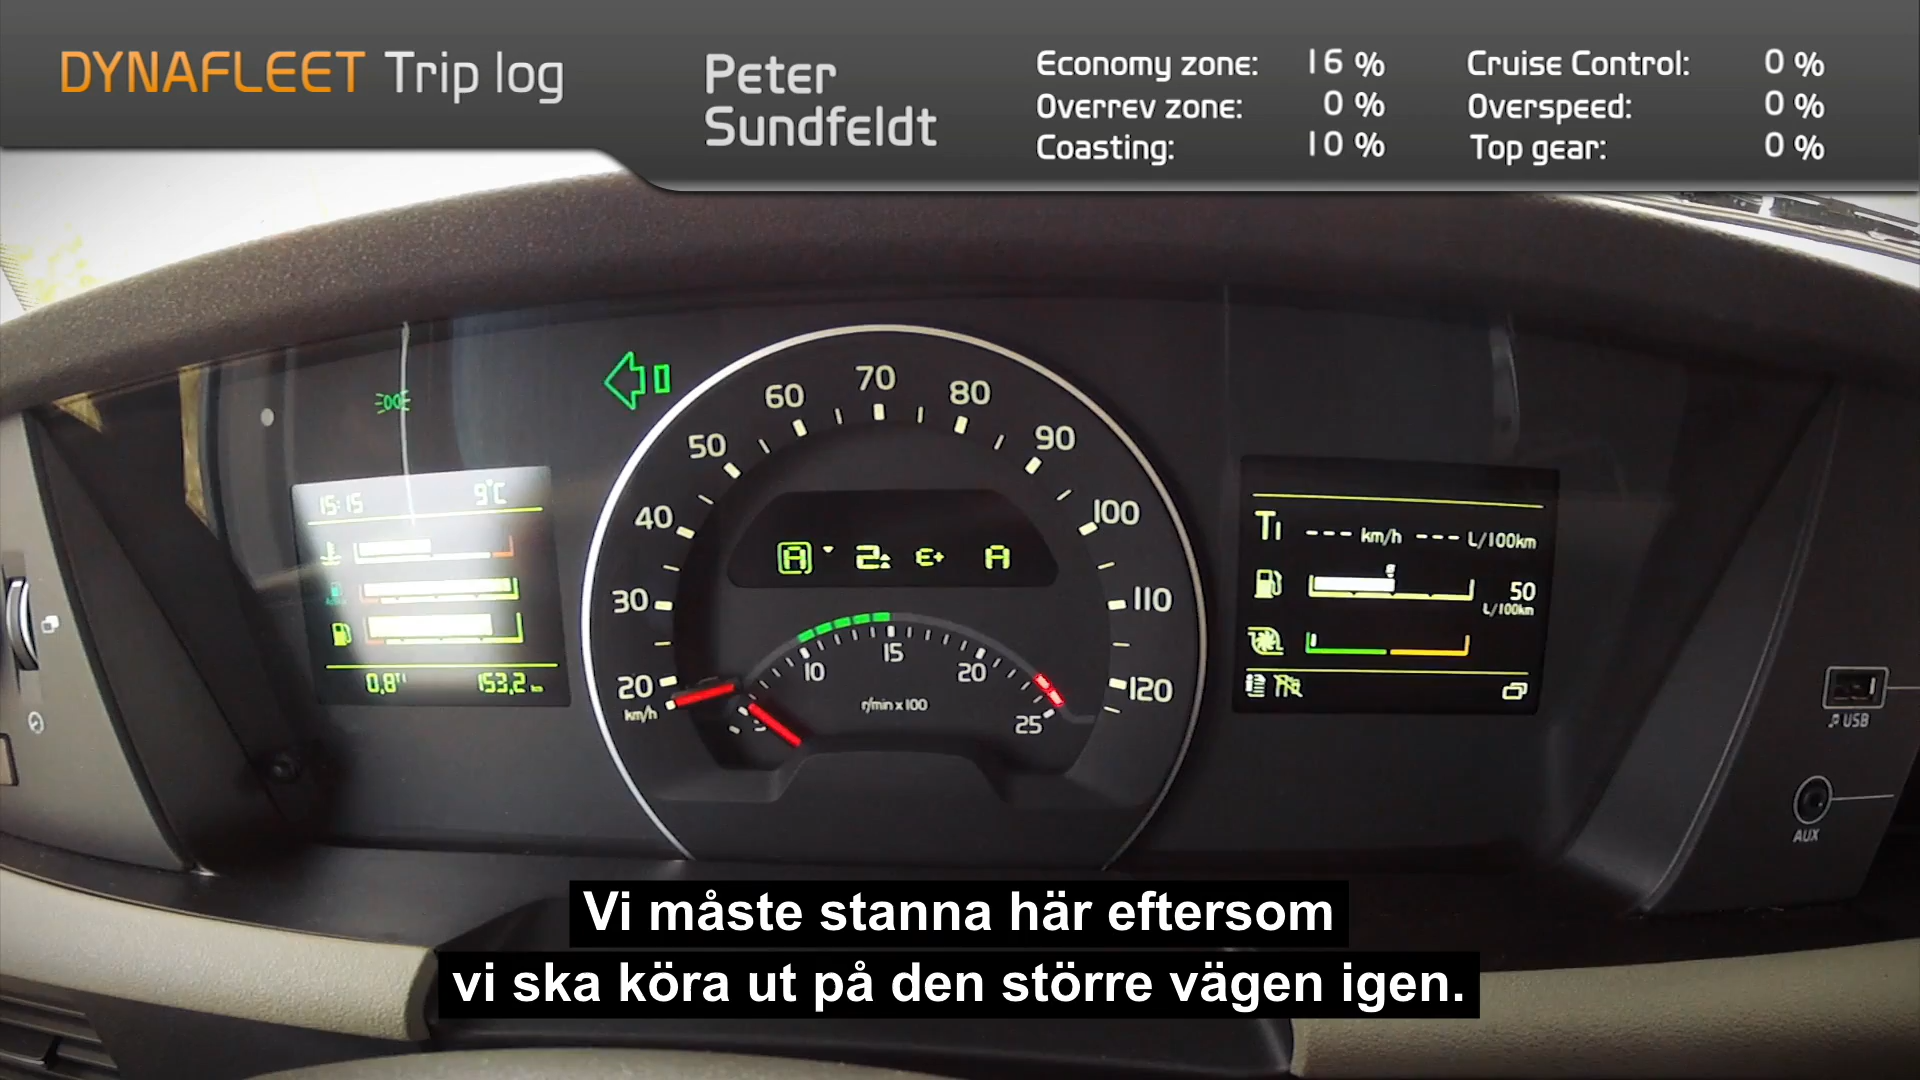 DYNAFLEET Trip log
Peter
Sundfeldt
Economy zone: 16 %
Overrev zone: 0 %
Coasting: 10 %
Cruise Control: 0 %
Overspeed: 0 %
Top gear: 0 %
15:15 9°C
0,8 153,2 km
20 30 40 50 60 70 80 90 100 110 120
km/h
A 2 E+ A
5 10 15 20 25
r/min x 100
T1 --- km/h --- L/100km
50
L/100km
USB
AUX
Vi måste stanna här eftersom
vi ska köra ut på den större vägen igen.